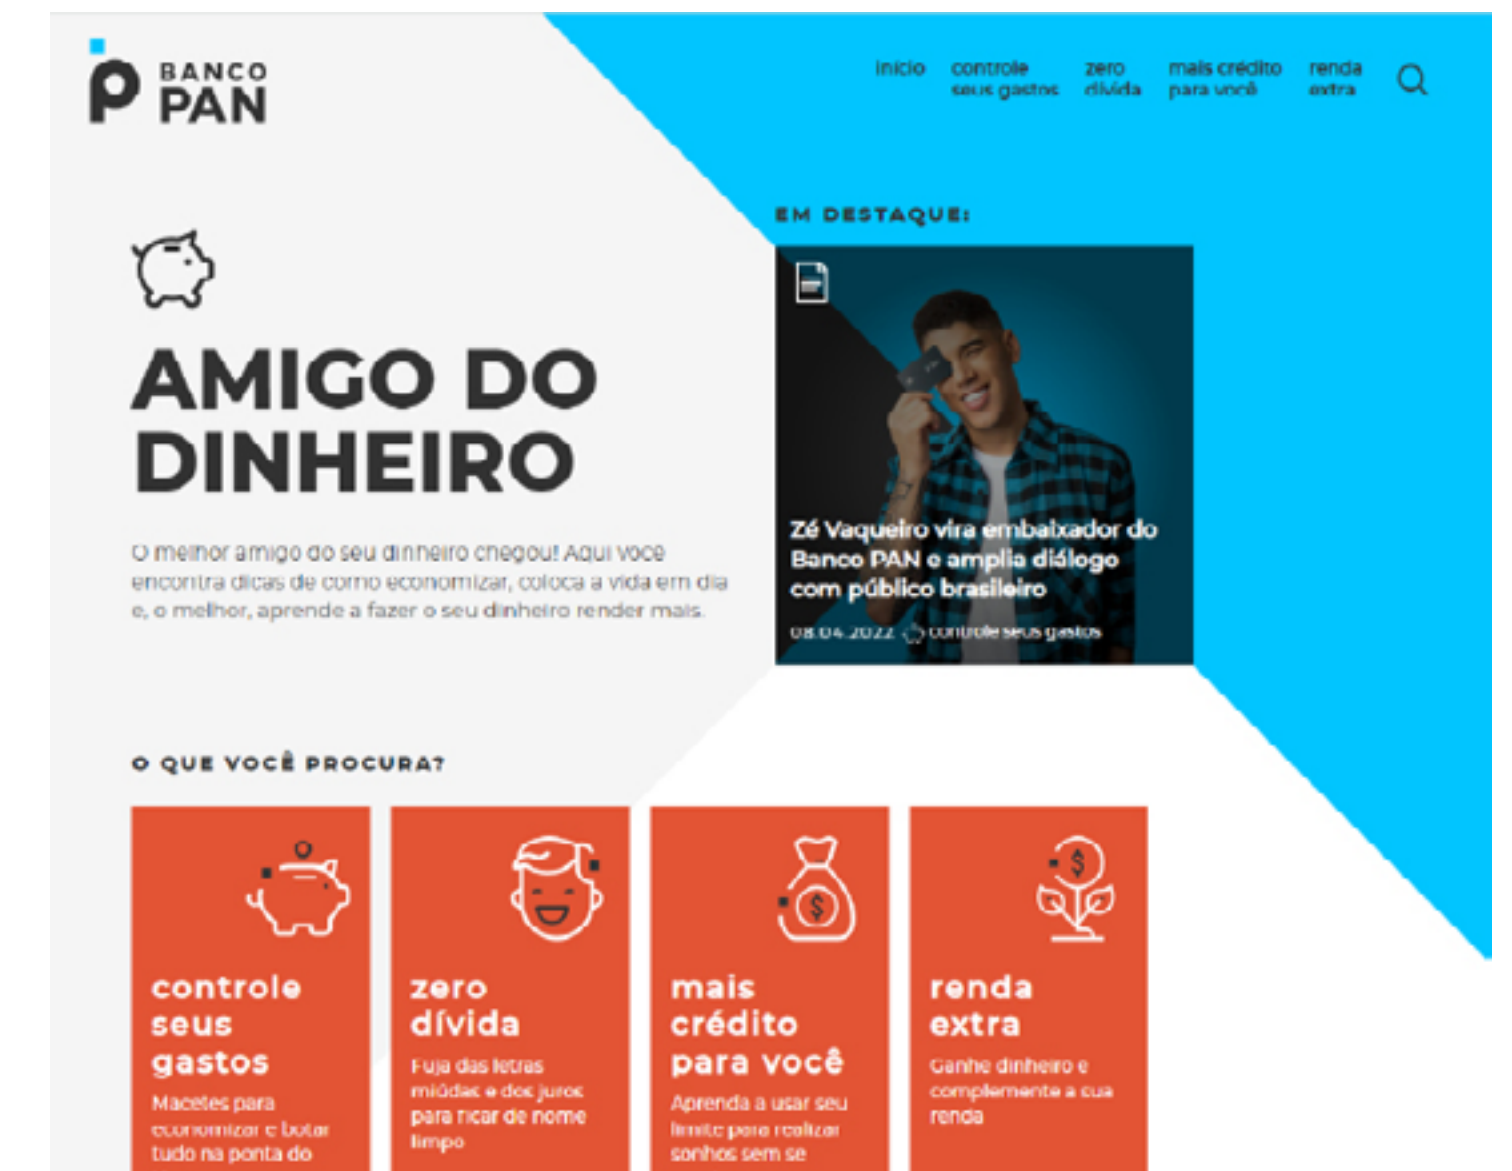 BANCO
PAN
início
controle
seus gastos
zero
dívida
mais crédito
para você
renda
extra
EM DESTAQUE:
AMIGO DO
DINHEIRO
O melhor amigo do seu dinheiro chegou! Aqui você
encontra dicas de como economizar, coloca a vida em dia
e, o melhor, aprende a fazer o seu dinheiro render mais.
Zé Vaqueiro vira embaixador do
Banco PAN e amplia diálogo
com público brasileiro
08.04.2022 controle seus gastos
O QUE VOCÊ PROCURA?
controle
seus
gastos
Macetes para
economizar e botar
tudo na ponta do
zero
dívida
Fuja das letras
miúdas e dos juros
para ficar de nome
limpo
mais
crédito
para você
Aprenda a usar seu
limite para realizar
sonhos sem se
renda
extra
Ganhe dinheiro e
complemente a sua
renda